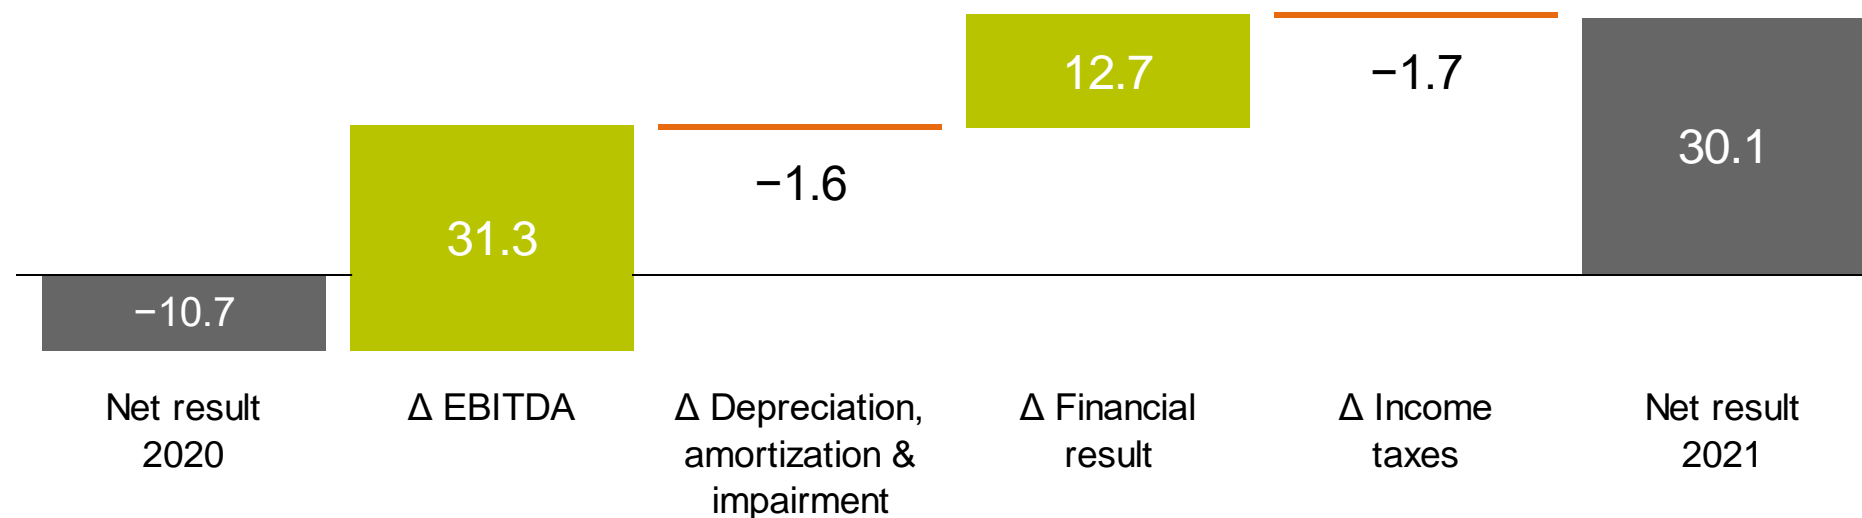 12.7
−1.7
30.1
−1.6
31.3
−10.7
Net result
2020
Δ EBITDA
Δ Depreciation,
amortization &
impairment
Δ Financial
result
Δ Income
taxes
Net result
2021